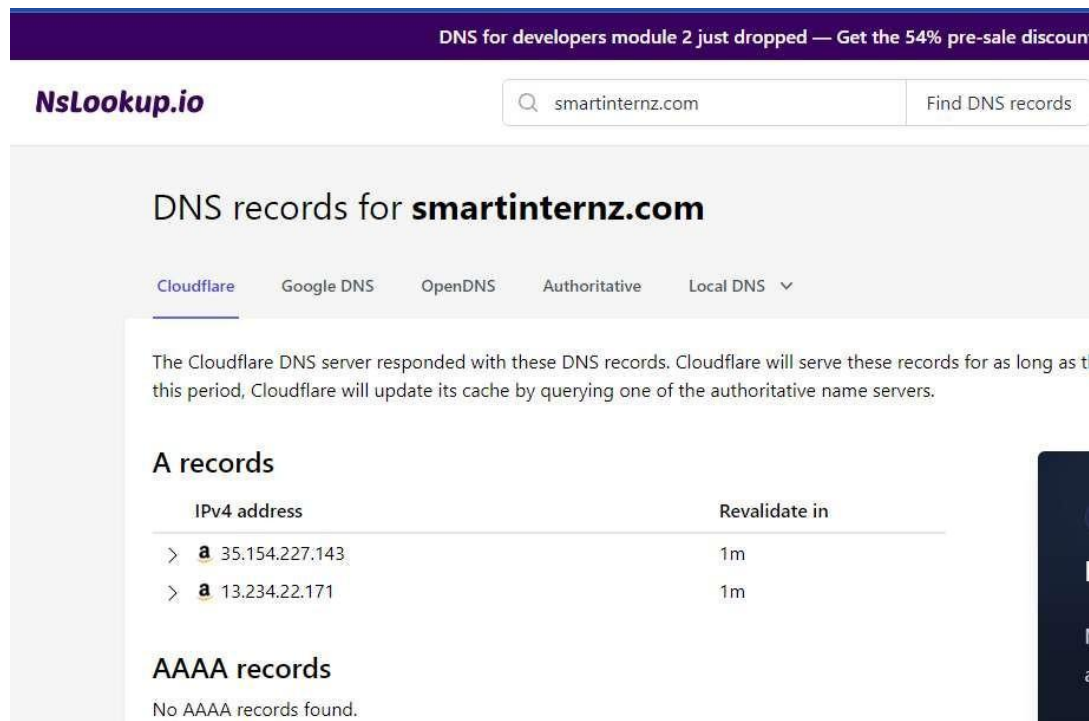 DNS for developers module 2 just dropped — Get the 54% pre-sale discoun
NsLookup.io
smartinternz.com
Find DNS records
DNS records for smartinternz.com
Cloudflare Google DNS OpenDNS Authoritative Local DNS
The Cloudflare DNS server responded with these DNS records. Cloudflare will serve these records for as long as t
this period, Cloudflare will update its cache by querying one of the authoritative name servers.
A records
IPv4 address Revalidate in
a 35.154.227.143 1m
a 13.234.22.171 1m
AAAA records
No AAAA records found.